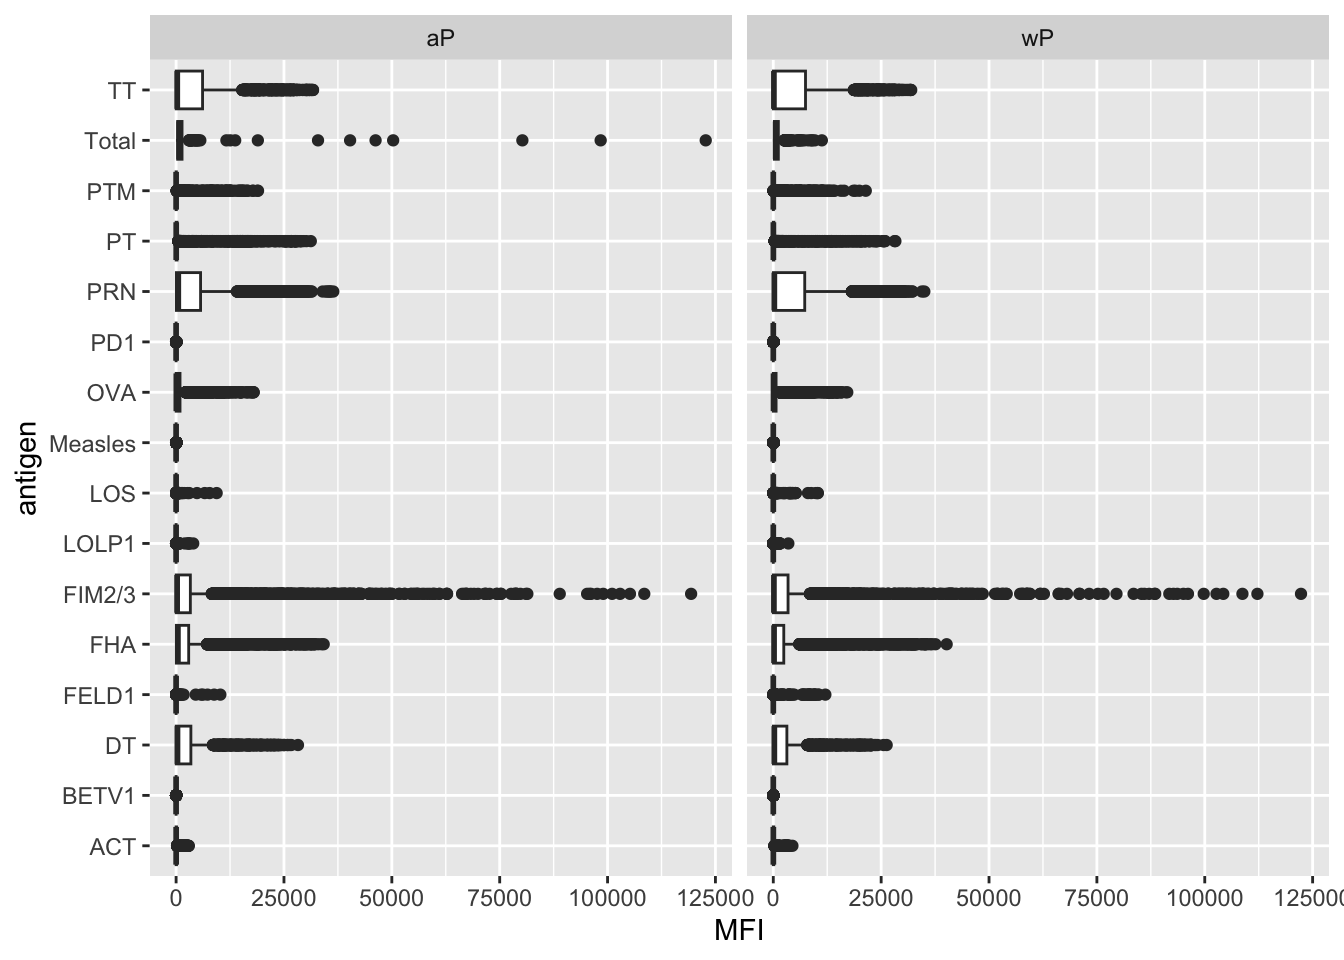 aP
wP
TT
Total
PTM
PT
PRN
PD1
OVA
Measles
LOS
LOLP1
FIM2/3
FHA
FELD1
DT
BETV1
ACT
antigen
0 25000 50000 75000 100000 125000
0 25000 50000 75000 100000 125000
MFI